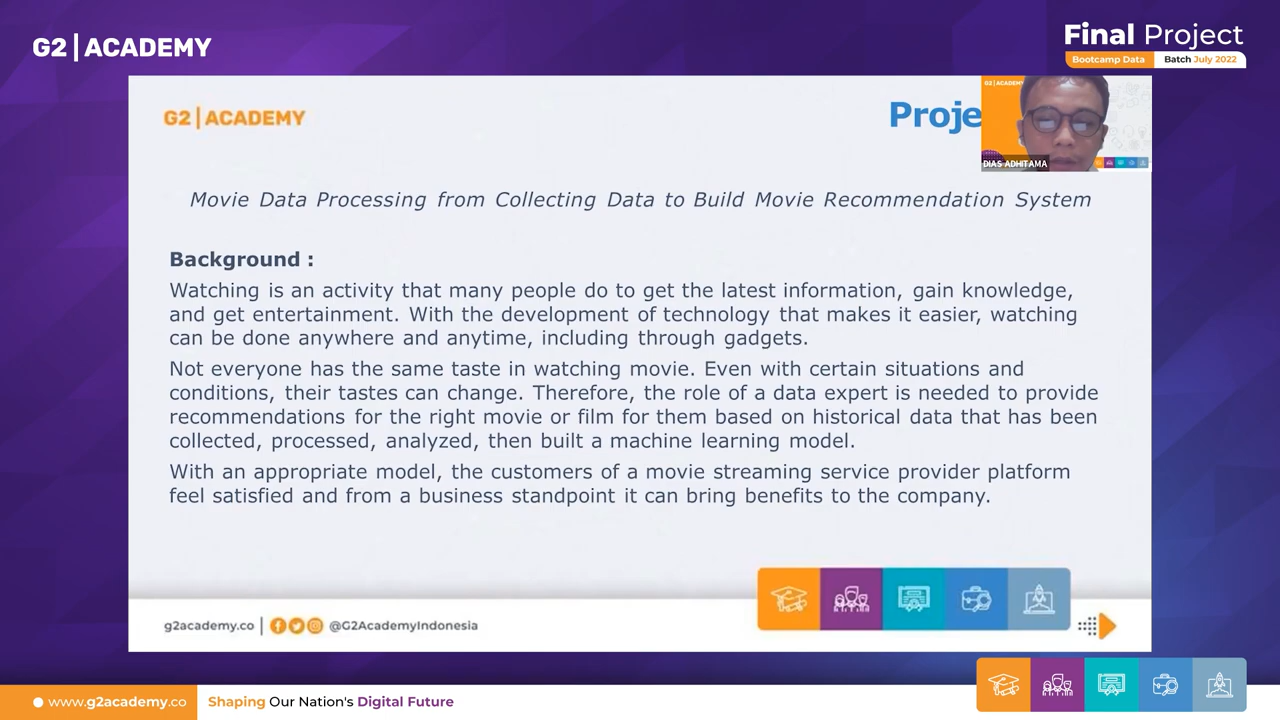 G2 | ACADEMY
Final Project
Bootcamp Data Batch July 2022
G2 | ACADEMY
G2 | ACADEMY
DIAS ADHITAMA
Movie Data Processing from Collecting Data to Build Movie Recommendation System
Background :
Watching is an activity that many people do to get the latest information, gain knowledge,
and get entertainment. With the development of technology that makes it easier, watching
can be done anywhere and anytime, including through gadgets.
Not everyone has the same taste in watching movie. Even with certain situations and
conditions, their tastes can change. Therefore, the role of a data expert is needed to provide
recommendations for the right movie or film for them based on historical data that has been
collected, processed, analyzed, then built a machine learning model.
With an appropriate model, the customers of a movie streaming service provider platform
feel satisfied and from a business standpoint it can bring benefits to the company.
g2academy.co | @G2AcademyIndonesia
www.g2academy.co Shaping Our Nation's Digital Future